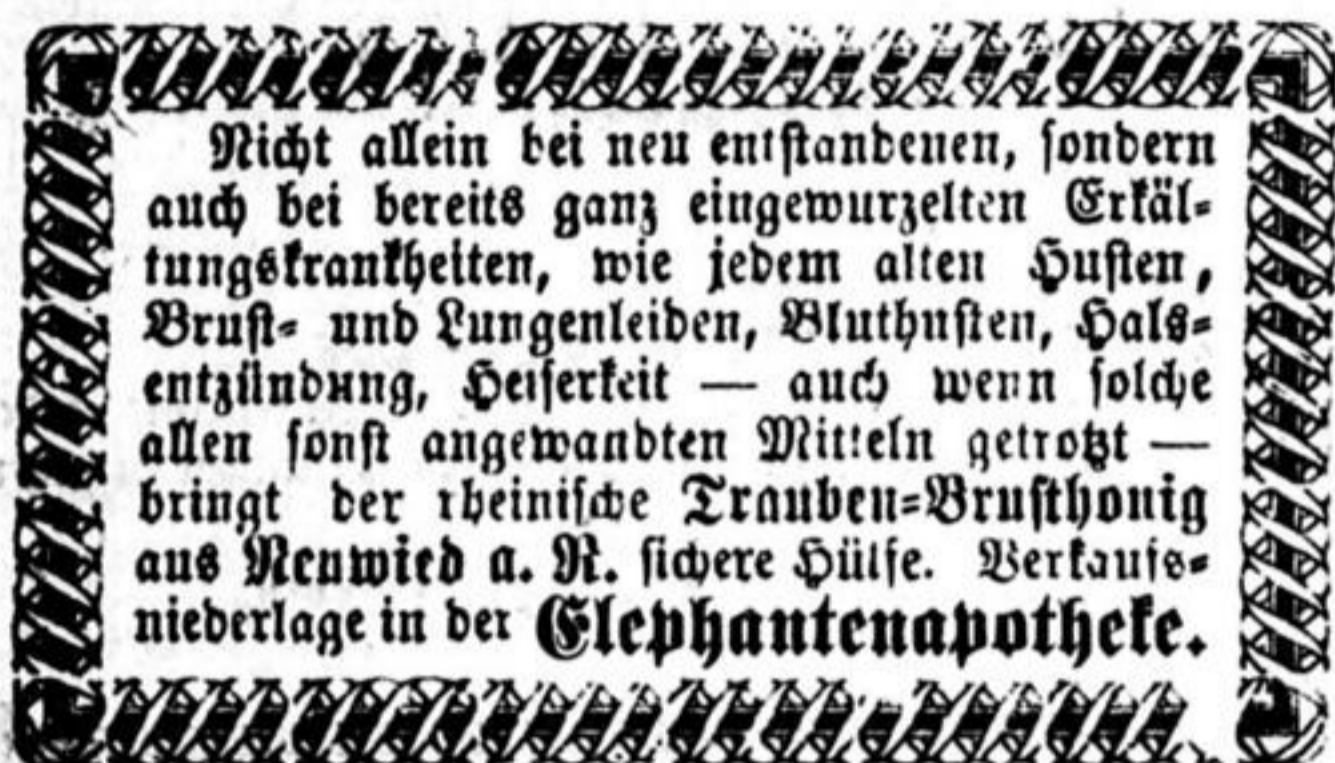 Nicht allein bei neu entstandenen, sondern
auch bei bereits ganz eingewurzelten Erkäl-
tungskrankheiten, wie jedem alten Husten,
Brust- und Lungenleiden, Bluthusten, Hals-
entzündung, Heiserkeit — auch wenn solche
allen sonst angewandten Mitteln getrotzt —
bringt der rheinische Trauben-Brusthonig
aus Neuwied a. R. sichere Hülfe. Verkaufs-
niederlage in der Elephantenapotheke.